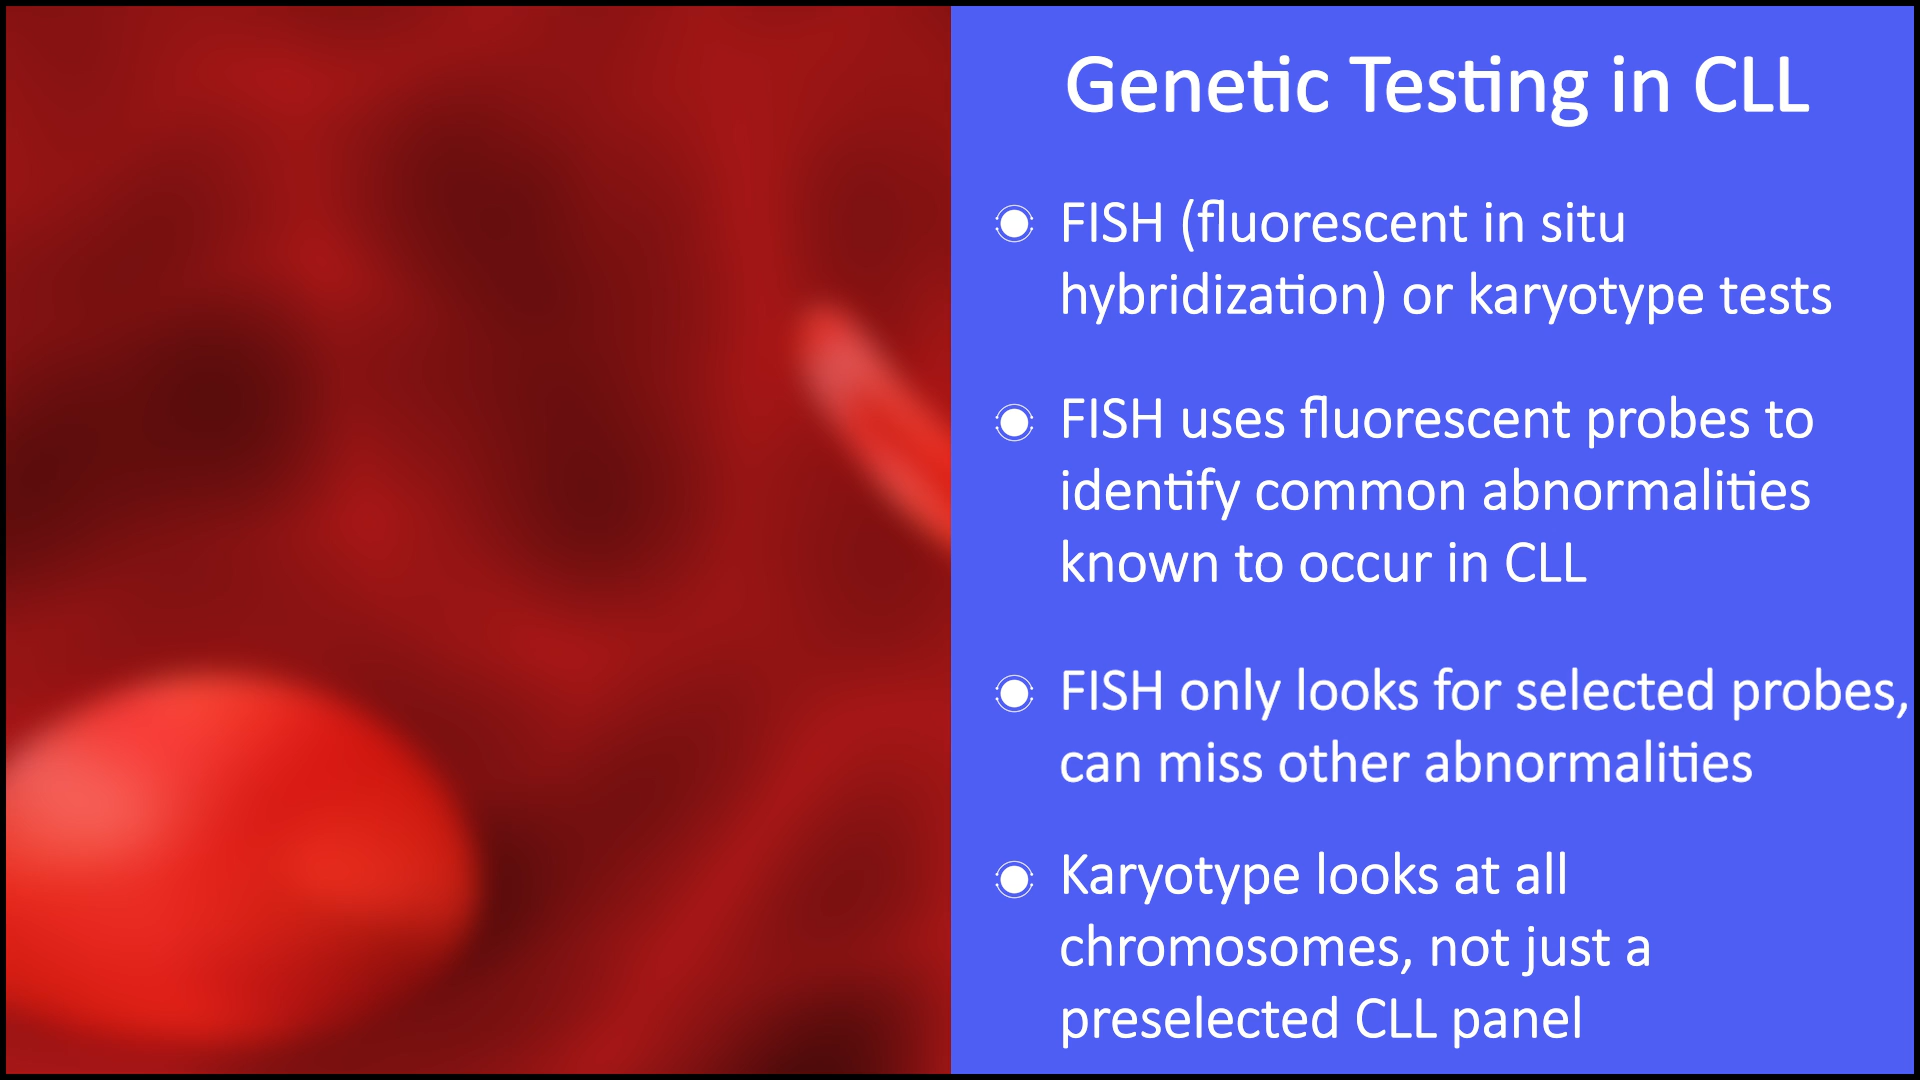 Genetic Testing in CLL
FISH (fluorescent in situ
hybridization) or karyotype tests
FISH uses fluorescent probes to
identify common abnormalities
known to occur in CLL
FISH only looks for selected probes,
can miss other abnormalities
Karyotype looks at all
chromosomes, not just a
preselected CLL panel